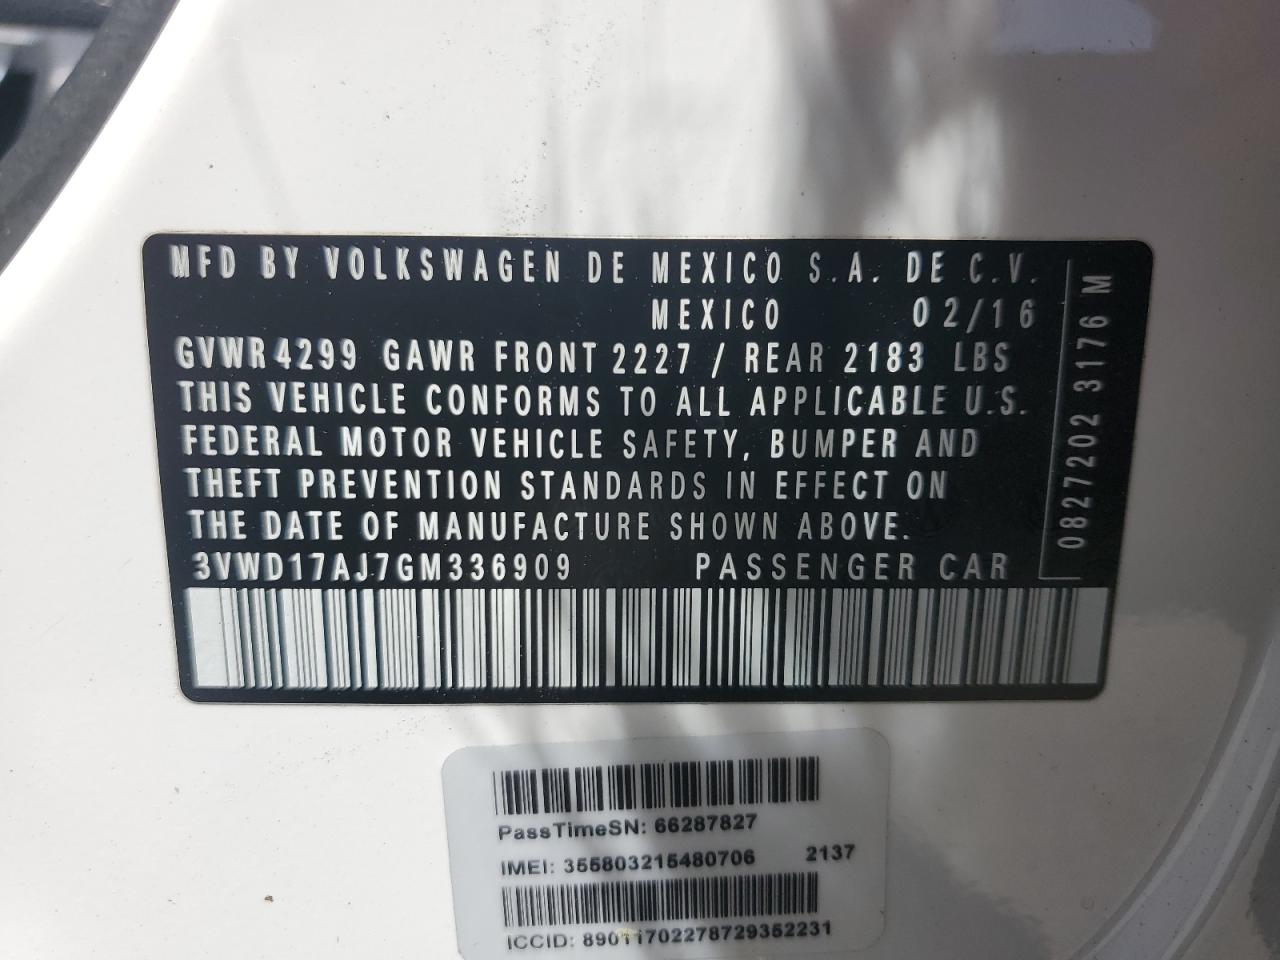 MFD BY VOLKSWAGEN DE MEXICO S.A. DE C.V.
MEXICO 02/16
GVWR 4299 GAWR FRONT 2227 / REAR 2183 LBS
THIS VEHICLE CONFORMS TO ALL APPLICABLE U.S.
FEDERAL MOTOR VEHICLE SAFETY, BUMPER AND
THEFT PREVENTION STANDARDS IN EFFECT ON
THE DATE OF MANUFACTURE SHOWN ABOVE.
3VWD17AJ7GM336909 PASSENGER CAR
0827202 3176 M
PassTimeSN: 66287827
IMEI: 355803215480706 2137
ICCID: 89011702278729352231